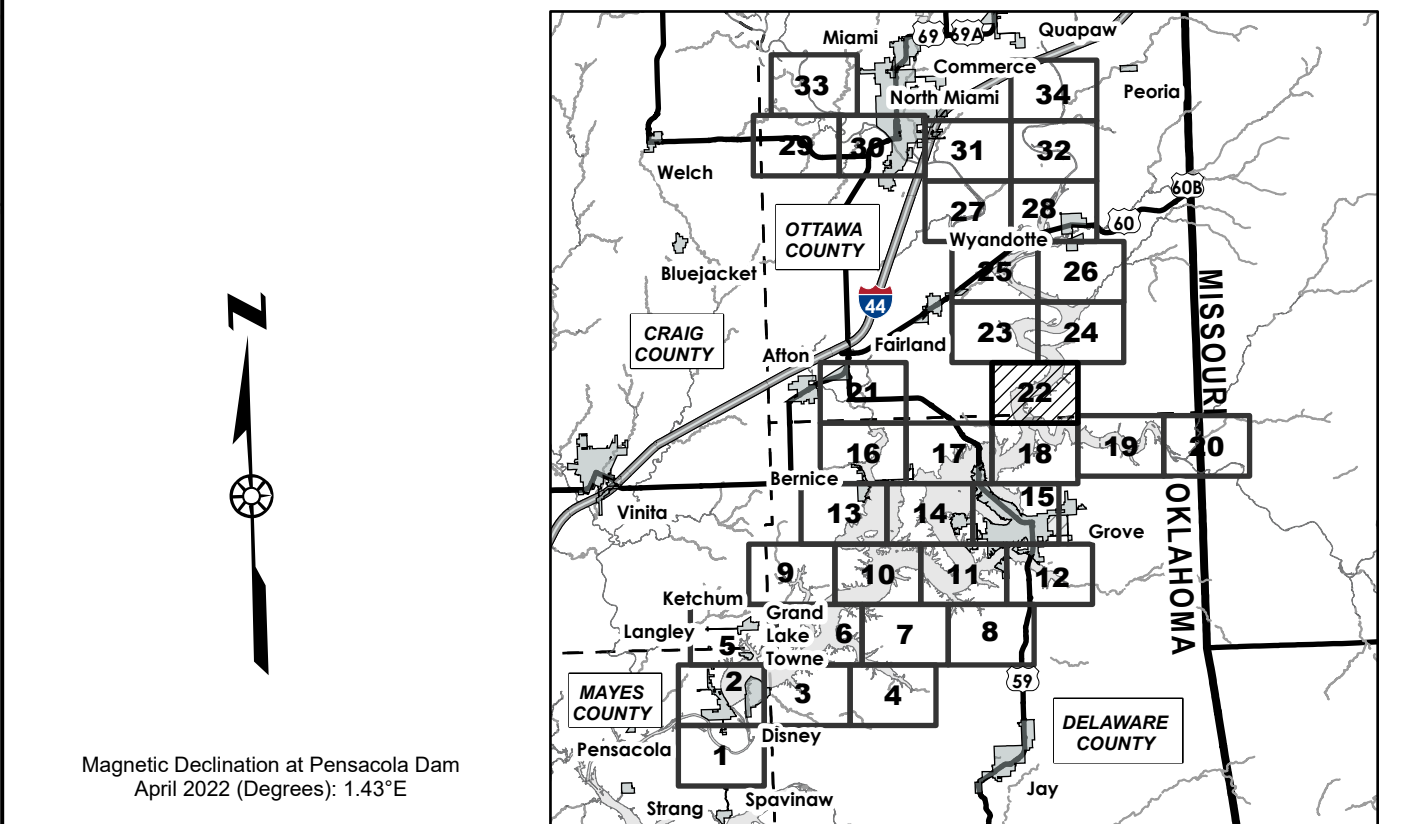 N
Magnetic Declination at Pensacola Dam
April 2022 (Degrees): 1.43°E
Miami
69
69A
Quapaw
Commerce
33
North Miami
34
Peoria
29
30
31
32
Welch
60B
27
28
60
OTTAWA
COUNTY
Wyandotte
Bluejacket
25
26
MISSOURI
44
CRAIG
COUNTY
23
24
Fairland
Afton
21
22
16
17
18
19
20
Bernice
OKLAHOMA
Vinita
13
14
15
Grove
9
10
11
12
Ketchum
Grand
Lake
Towne
Langley
5
6
7
8
MAYES
COUNTY
2
3
4
59
DELAWARE
COUNTY
Pensacola
1
Disney
Jay
Strang
Spavinaw